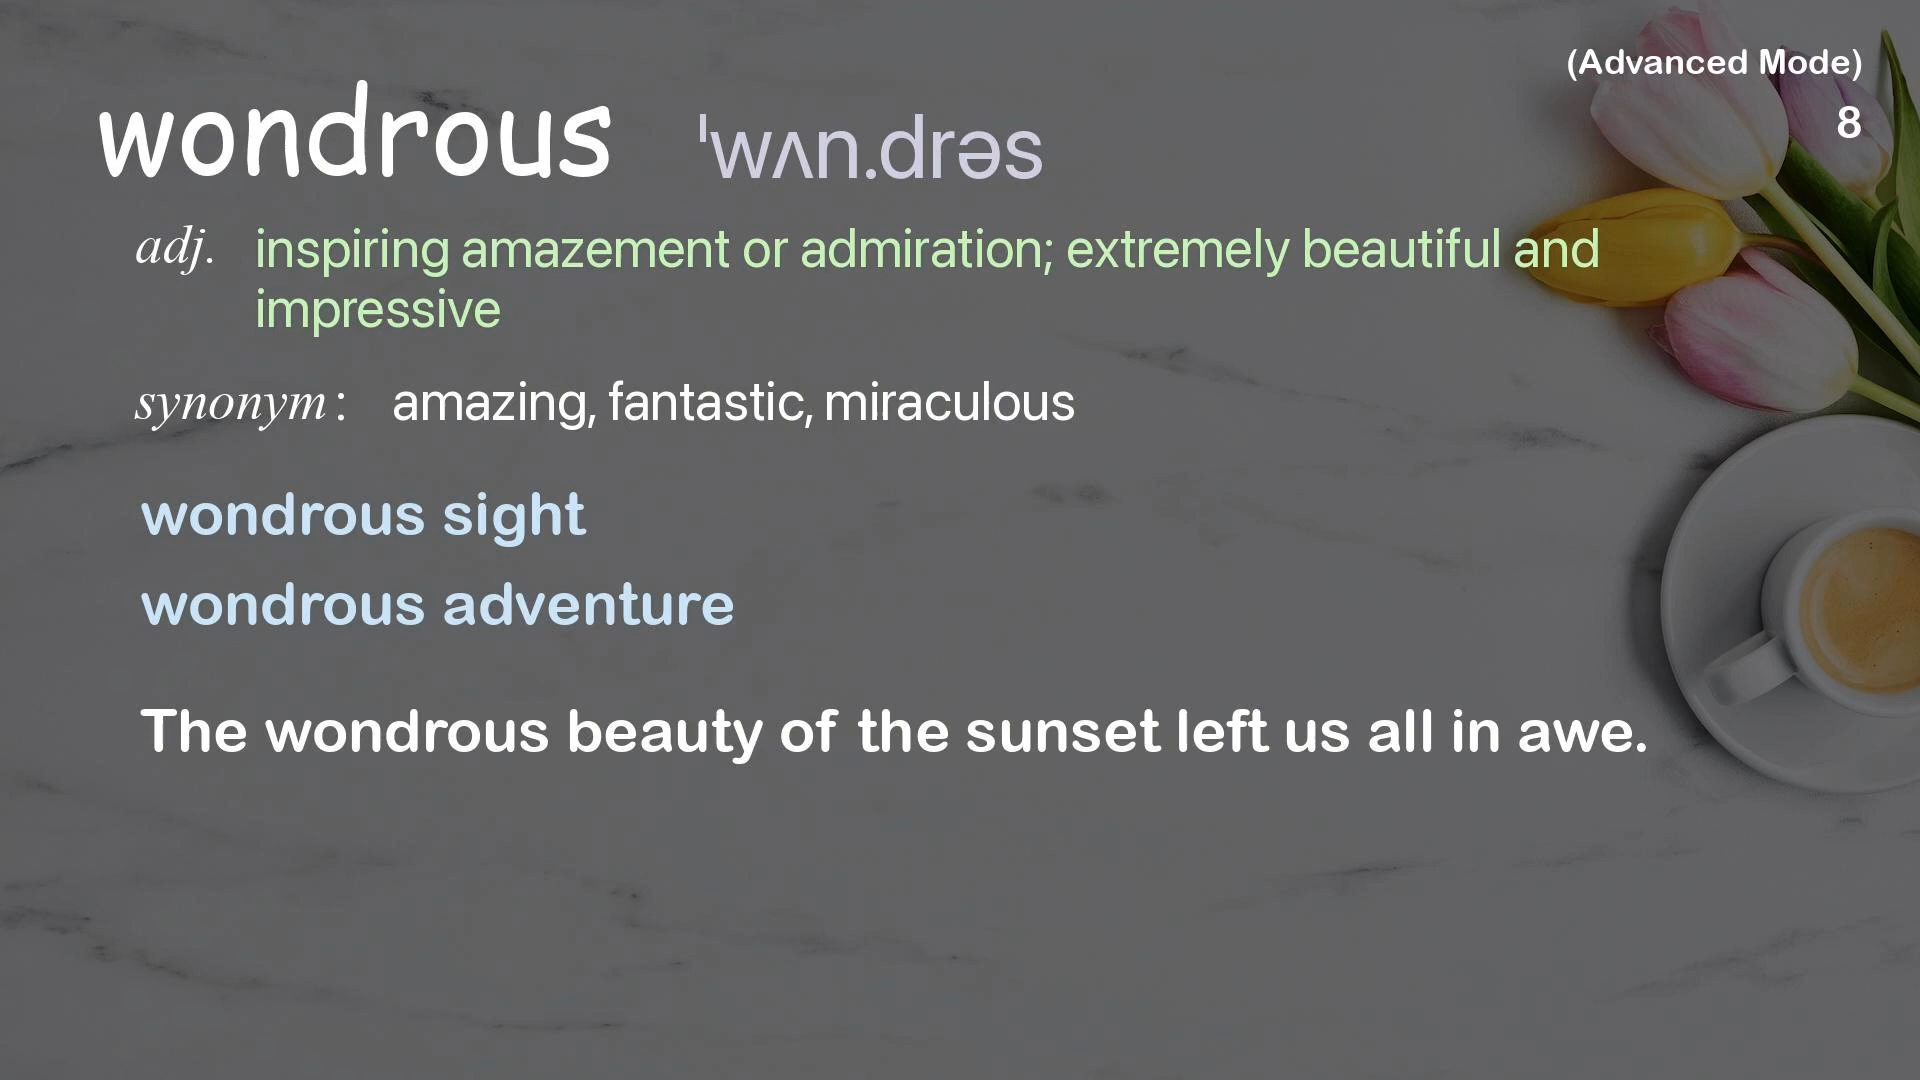 (Advanced Mode)
8
wondrous ˈwʌn.drəs
adj. inspiring amazement or admiration; extremely beautiful and
impressive
synonym: amazing, fantastic, miraculous
wondrous sight
wondrous adventure
The wondrous beauty of the sunset left us all in awe.